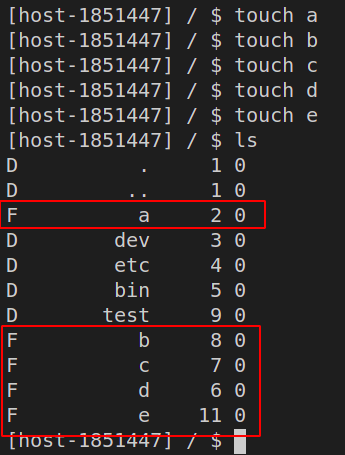 [host-1851447] / $ touch a
[host-1851447] / $ touch b
[host-1851447] / $ touch c
[host-1851447] / $ touch d
[host-1851447] / $ touch e
[host-1851447] / $ ls
D . 1 0
D .. 1 0
F a 2 0
D dev 3 0
D etc 4 0
D bin 5 0
D test 9 0
F b 8 0
F c 7 0
F d 6 0
F e 11 0
[host-1851447] / $